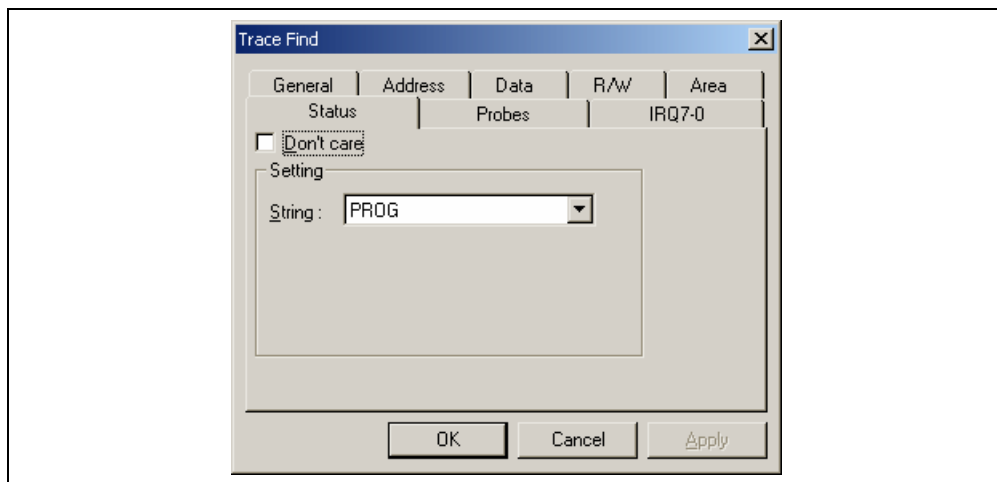 Trace Find
General Address Data R/W Area
Status Probes IRQ7-0
Don't care
Setting
String : PROG
OK Cancel Apply